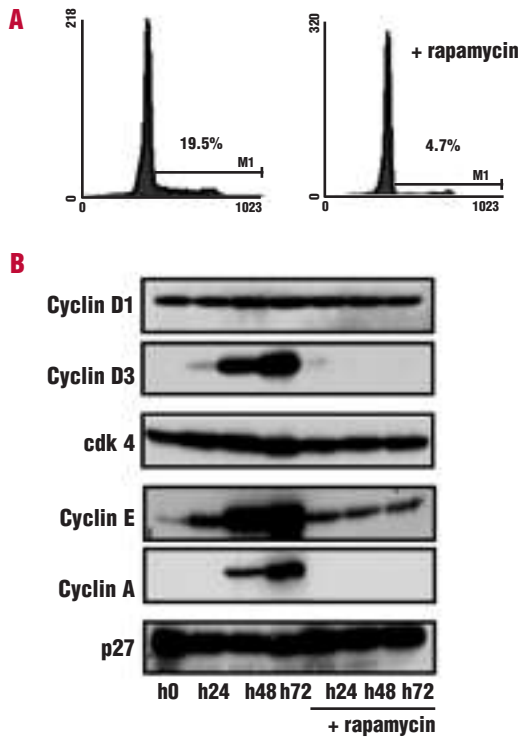 A
218
0
19.5%
M1
0 1023
320
0
+ rapamycin
4.7%
M1
0 1023
B
Cyclin D1
Cyclin D3
cdk 4
Cyclin E
Cyclin A
p27
h0 h24 h48 h72 h24 h48 h72
+ rapamycin